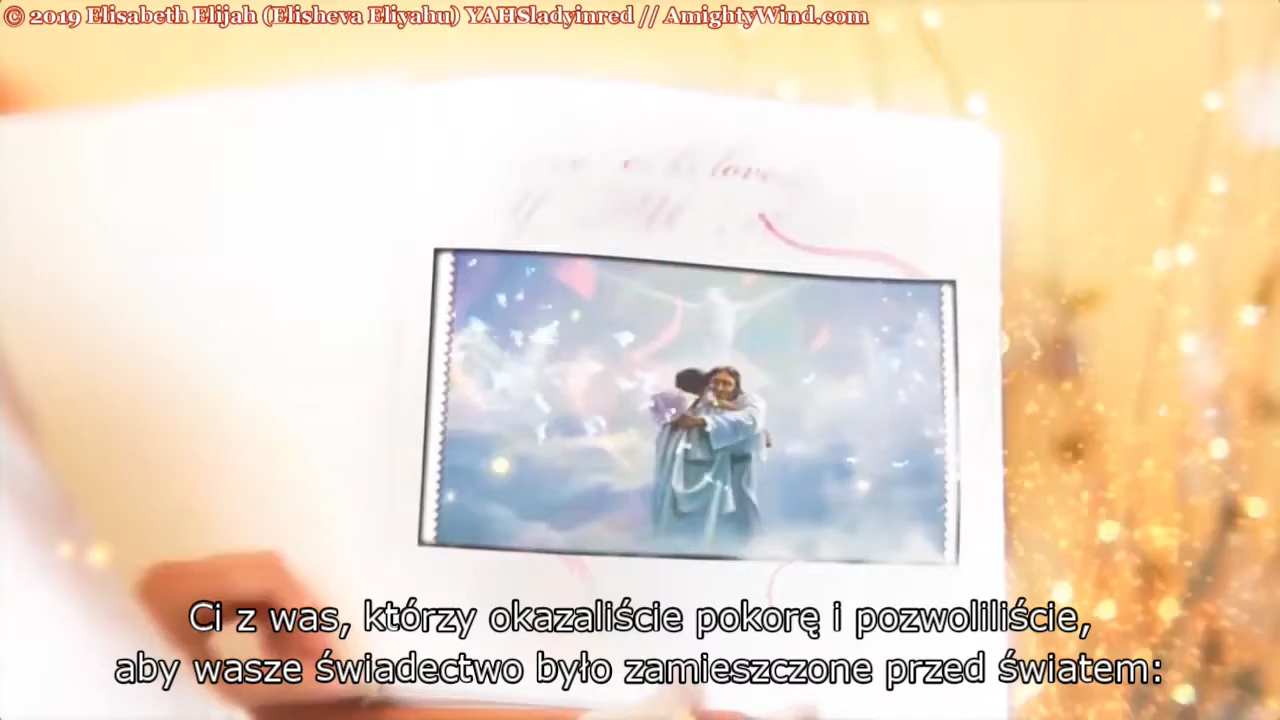 © 2019 Elisabeth Elijah (Elisheva Eliyahu) YAHSladyinred // AmightyWind.com
Ci z was, którzy okazaliście pokorę i pozwoliliście,
aby wasze świadectwo było zamieszczone przed światem: